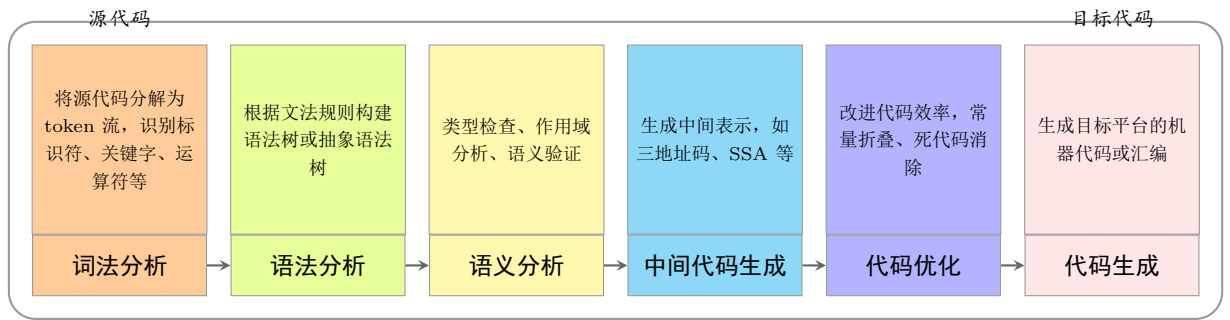 源代码
目标代码
将源代码分解为
token 流，识别标
识符、关键字、运
算符等
根据文法规则构建
语法树或抽象语法
树
类型检查、作用域
分析、语义验证
生成中间表示，如
三地址码、SSA 等
改进代码效率，常
量折叠、死代码消
除
生成目标平台的机
器代码或汇编
词法分析
语法分析
语义分析
中间代码生成
代码优化
代码生成